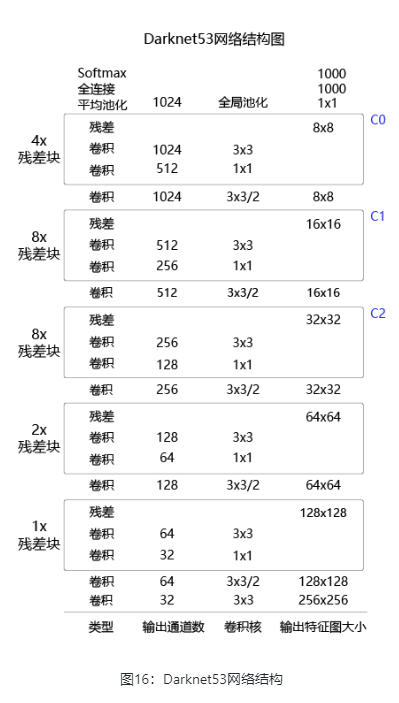 Darknet53网络结构图
Softmax 1000
全连接 1000
平均池化 1024 全局池化 1x1
C0
残差 8x8
4x
残差块
卷积 1024 3x3
卷积 512 1x1
卷积 1024 3x3/2 8x8
C1
残差 16x16
8x
残差块
卷积 512 3x3
卷积 256 1x1
卷积 512 3x3/2 16x16
C2
残差 32x32
8x
残差块
卷积 256 3x3
卷积 128 1x1
卷积 256 3x3/2 32x32
残差 64x64
2x
残差块
卷积 128 3x3
卷积 64 1x1
卷积 128 3x3/2 64x64
残差 128x128
1x
残差块
卷积 64 3x3
卷积 32 1x1
卷积 64 3x3/2 128x128
卷积 32 3x3 256x256
类型 输出通道数 卷积核 输出特征图大小
图16：Darknet53网络结构